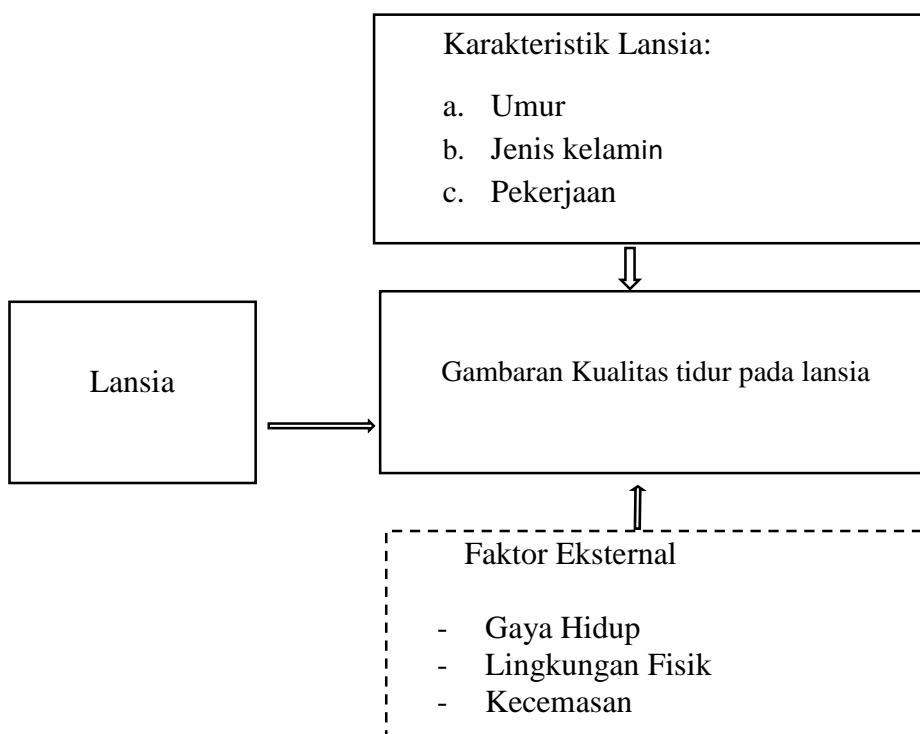 Karakteristik Lansia:
a. Umur
b. Jenis kelamin
c. Pekerjaan
Lansia
Gambaran Kualitas tidur pada lansia
Faktor Eksternal
- Gaya Hidup
- Lingkungan Fisik
- Kecemasan